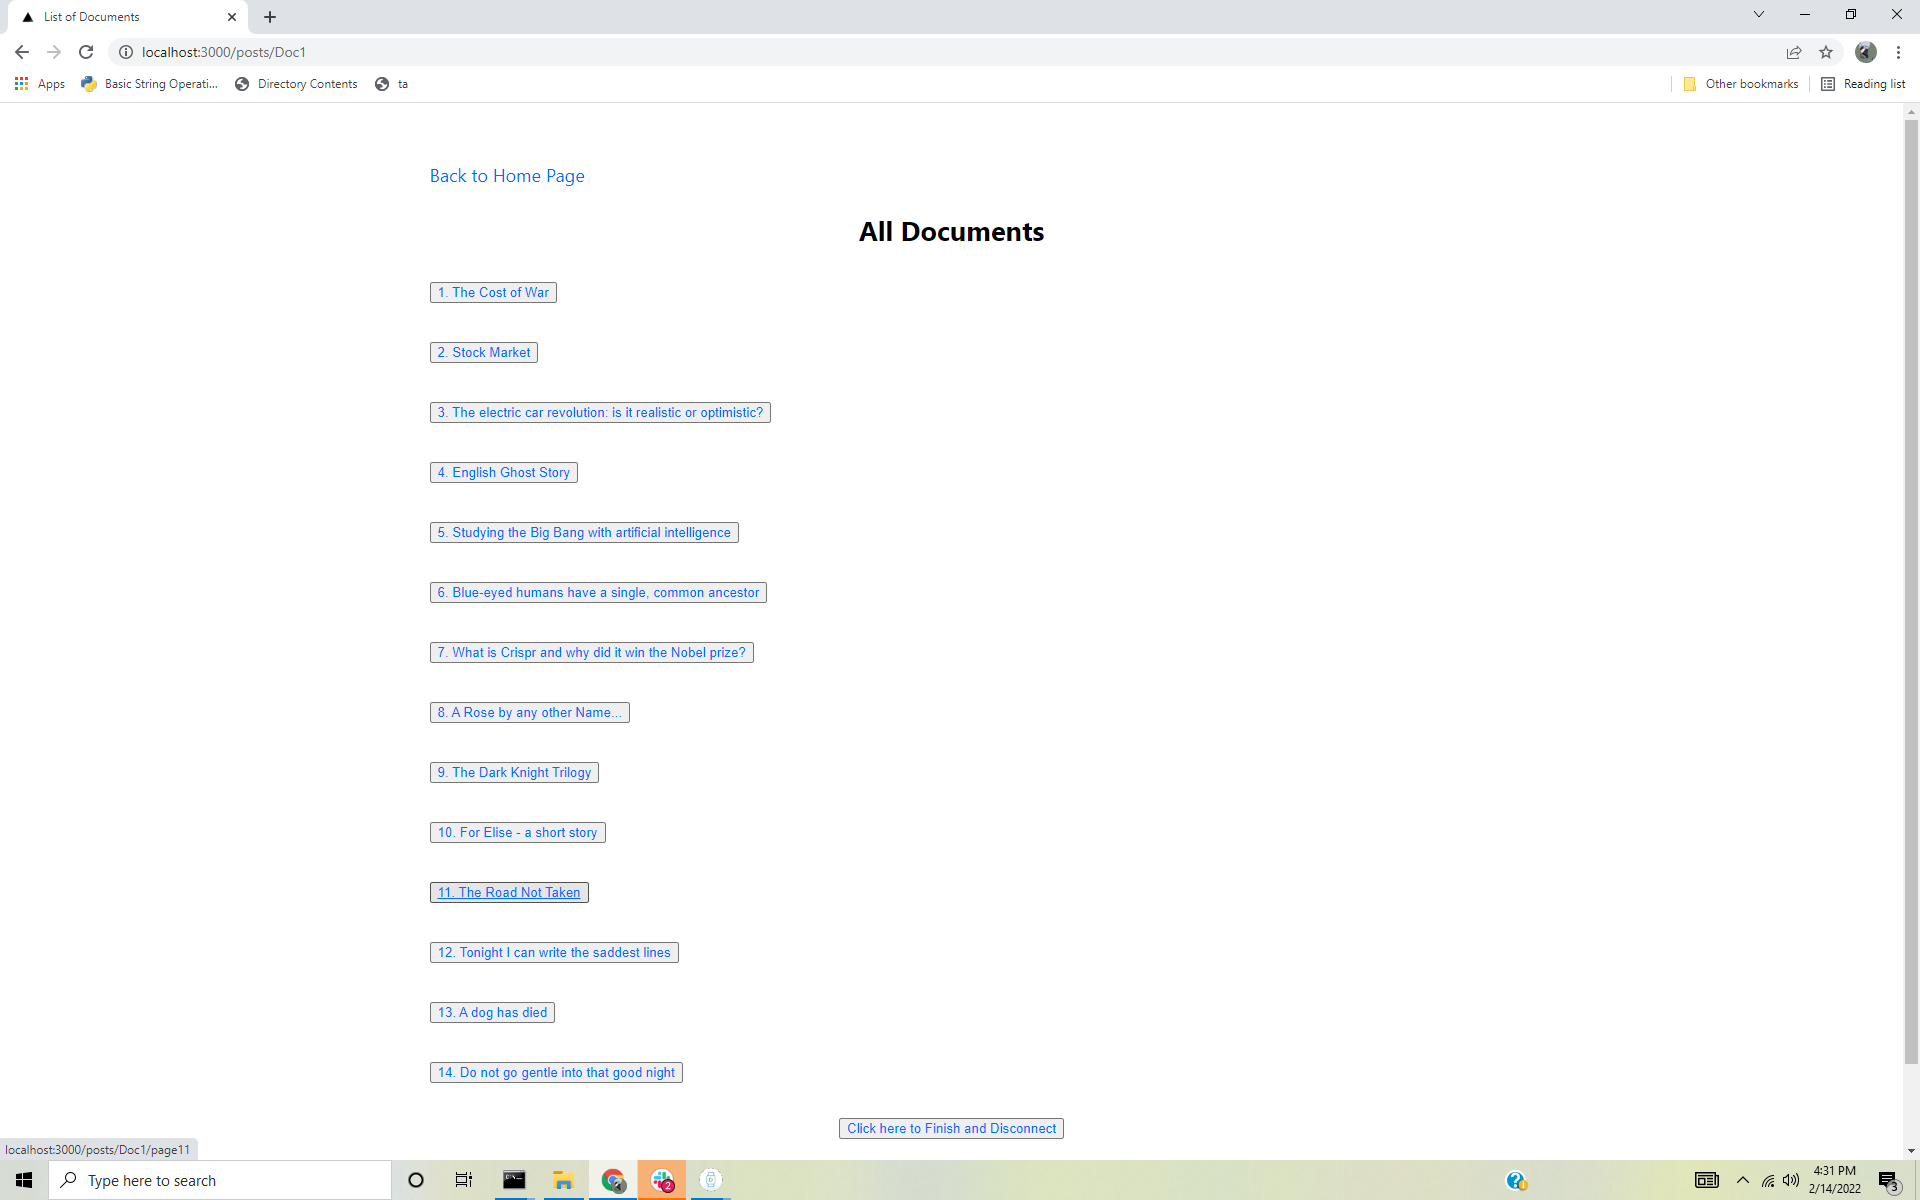 List of Documents
localhost:3000/posts/Doc1
Apps
Basic String Operati...
Directory Contents
ta
Other bookmarks
Reading list
Back to Home Page
All Documents
1. The Cost of War
2. Stock Market
3. The electric car revolution: is it realistic or optimistic?
4. English Ghost Story
5. Studying the Big Bang with artificial intelligence
6. Blue-eyed humans have a single, common ancestor
7. What is Crispr and why did it win the Nobel prize?
8. A Rose by any other Name...
9. The Dark Knight Trilogy
10. For Elise - a short story
11. The Road Not Taken
12. Tonight I can write the saddest lines
13. A dog has died
14. Do not go gentle into that good night
Click here to Finish and Disconnect
localhost:3000/posts/Doc1/page11
Type here to search
2
4:31 PM
2/14/2022
3